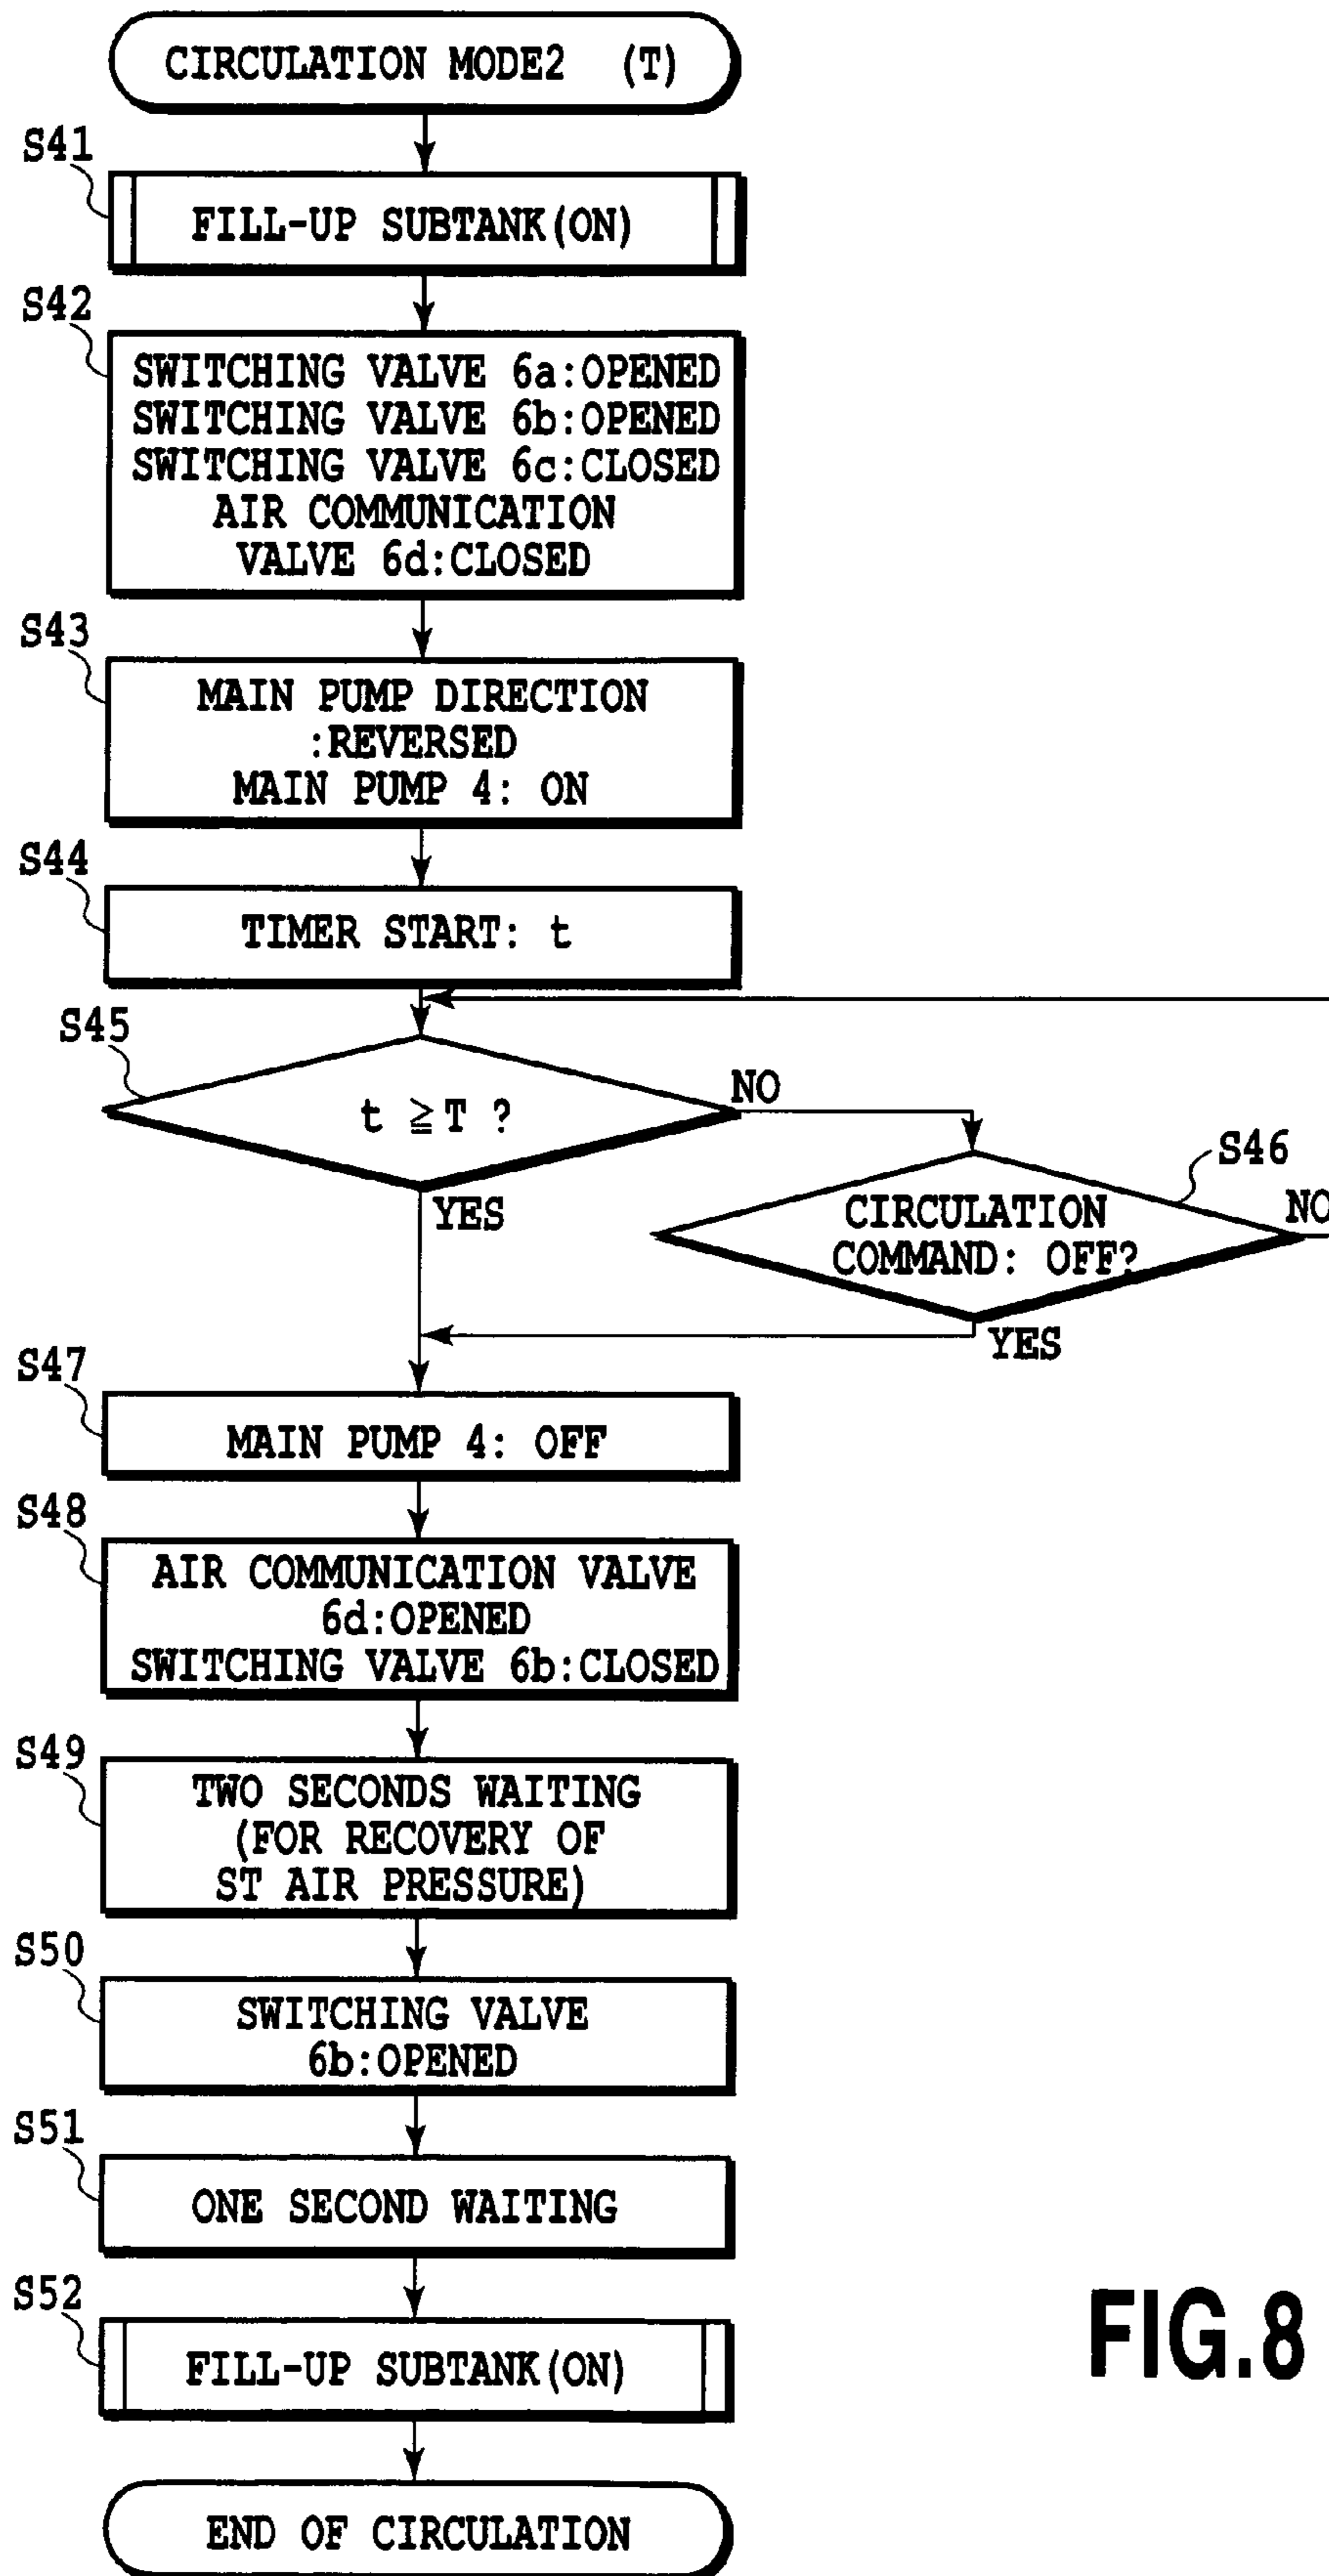 CIRCULATION MODE2 (T)
S41
FILL-UP SUBTANK(ON)
S42
SWITCHING VALVE 6a:OPENED
SWITCHING VALVE 6b:OPENED
SWITCHING VALVE 6c:CLOSED
AIR COMMUNICATION
VALVE 6d:CLOSED
S43
MAIN PUMP DIRECTION
:REVERSED
MAIN PUMP 4: ON
S44
TIMER START: t
S45
t ≧ T ?
NO
YES
S46
CIRCULATION
COMMAND: OFF?
NO
YES
S47
MAIN PUMP 4: OFF
S48
AIR COMMUNICATION VALVE
6d:OPENED
SWITCHING VALVE 6b:CLOSED
S49
TWO SECONDS WAITING
(FOR RECOVERY OF
ST AIR PRESSURE)
S50
SWITCHING VALVE
6b:OPENED
S51
ONE SECOND WAITING
S52
FILL-UP SUBTANK(ON)
END OF CIRCULATION
FIG.8